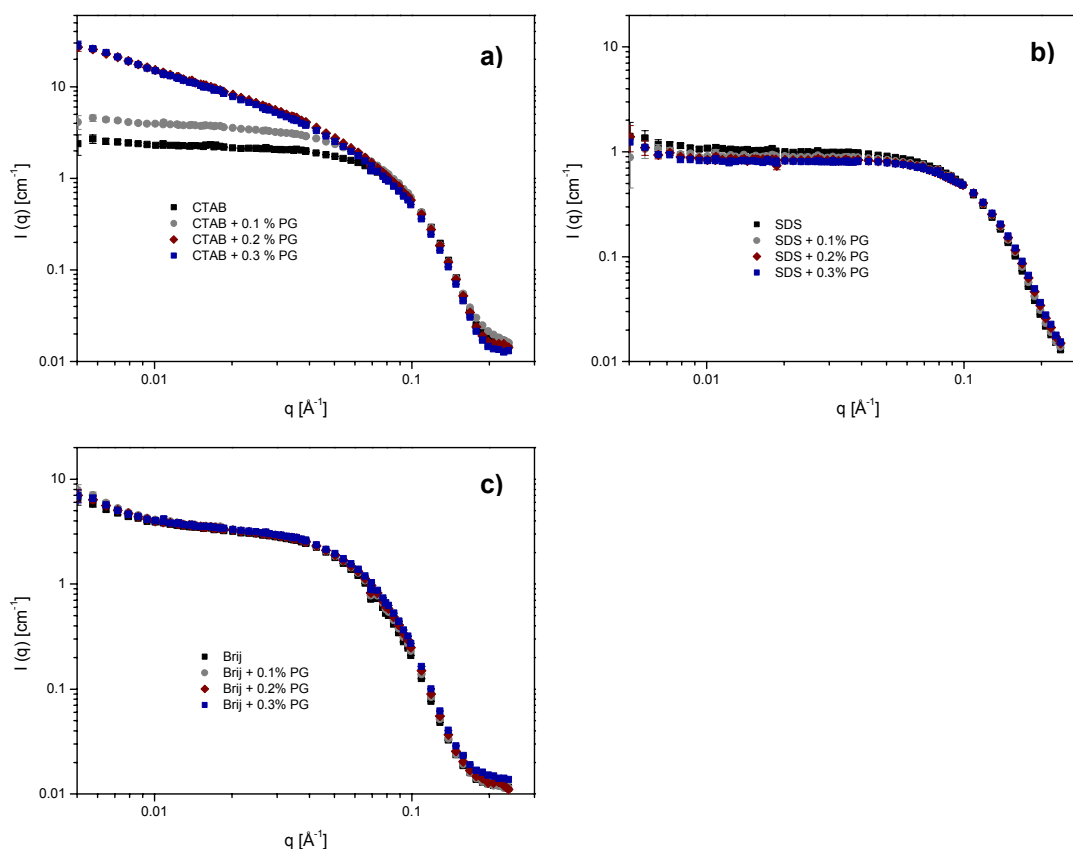 a)
10
1
0.1
0.01
I (q) [cm⁻¹]
CTAB
CTAB + 0.1 % PG
CTAB + 0.2 % PG
CTAB + 0.3 % PG
0.01
0.1
q [Å⁻¹]
b)
10
1
0.1
0.01
I (q) [cm⁻¹]
SDS
SDS + 0.1% PG
SDS + 0.2% PG
SDS + 0.3% PG
0.01
0.1
q [Å⁻¹]
c)
10
1
0.1
0.01
I (q) [cm⁻¹]
Brij
Brij + 0.1% PG
Brij + 0.2% PG
Brij + 0.3% PG
0.01
0.1
q [Å⁻¹]